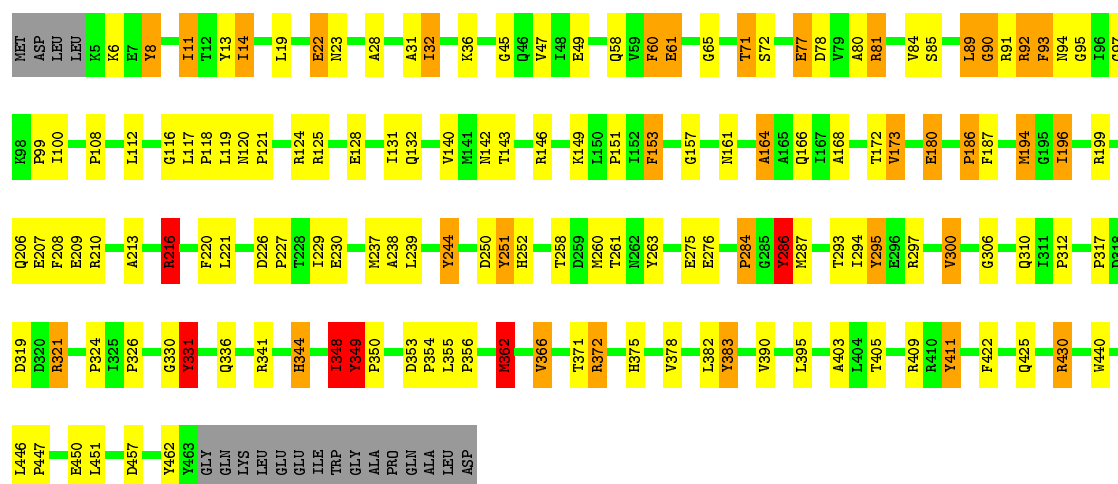 MET ASP LEU LEU K5 K6 E7 Y8 I11 T12 Y13 I14 L19 E22 N23 A28 A31 I32 K36 G45 Q46 V47 I48 E49 Q58 V59 F60 E61 G65 T71 S72 E77 D78 V79 A80 R81 V84 S85 L89 G90 R91 R92 F93 N94 G95 I96 G97
K98 P99 I100 P108 L112 G116 L117 P118 L119 N120 P121 R124 R125 E128 I131 Q132 V140 M141 N142 T143 R146 K149 L150 P151 I152 F153 G157 N161 A164 A165 Q166 I167 A168 T172 V173 E180 P186 F187 M194 G195 I196 R199
Q206 E207 F208 E209 R210 A213 R216 F220 L221 D226 P227 T228 I229 E230 M237 A238 L239 Y244 D250 Y251 H252 T258 D259 M260 T261 N262 Y263 E275 E276 P284 G285 Y286 M287 T293 I294 Y295 E296 R297 V300 G306 Q310 I311 P312 P317 D318
D319 D320 R321 P324 I325 P326 G330 Y331 Q336 R341 H344 I348 Y349 P350 D353 P354 L355 P356 M362 V366 T371 R372 H375 V378 L382 Y383 V390 L395 A403 L404 T405 R409 R410 Y411 F422 Q425 R430 W440
L446 P447 E450 L451 D457 Y462 Y463 GLY GLN LYS LEU GLU GLU ILE TRP GLY ALA PRO GLN ALA LEU ASP